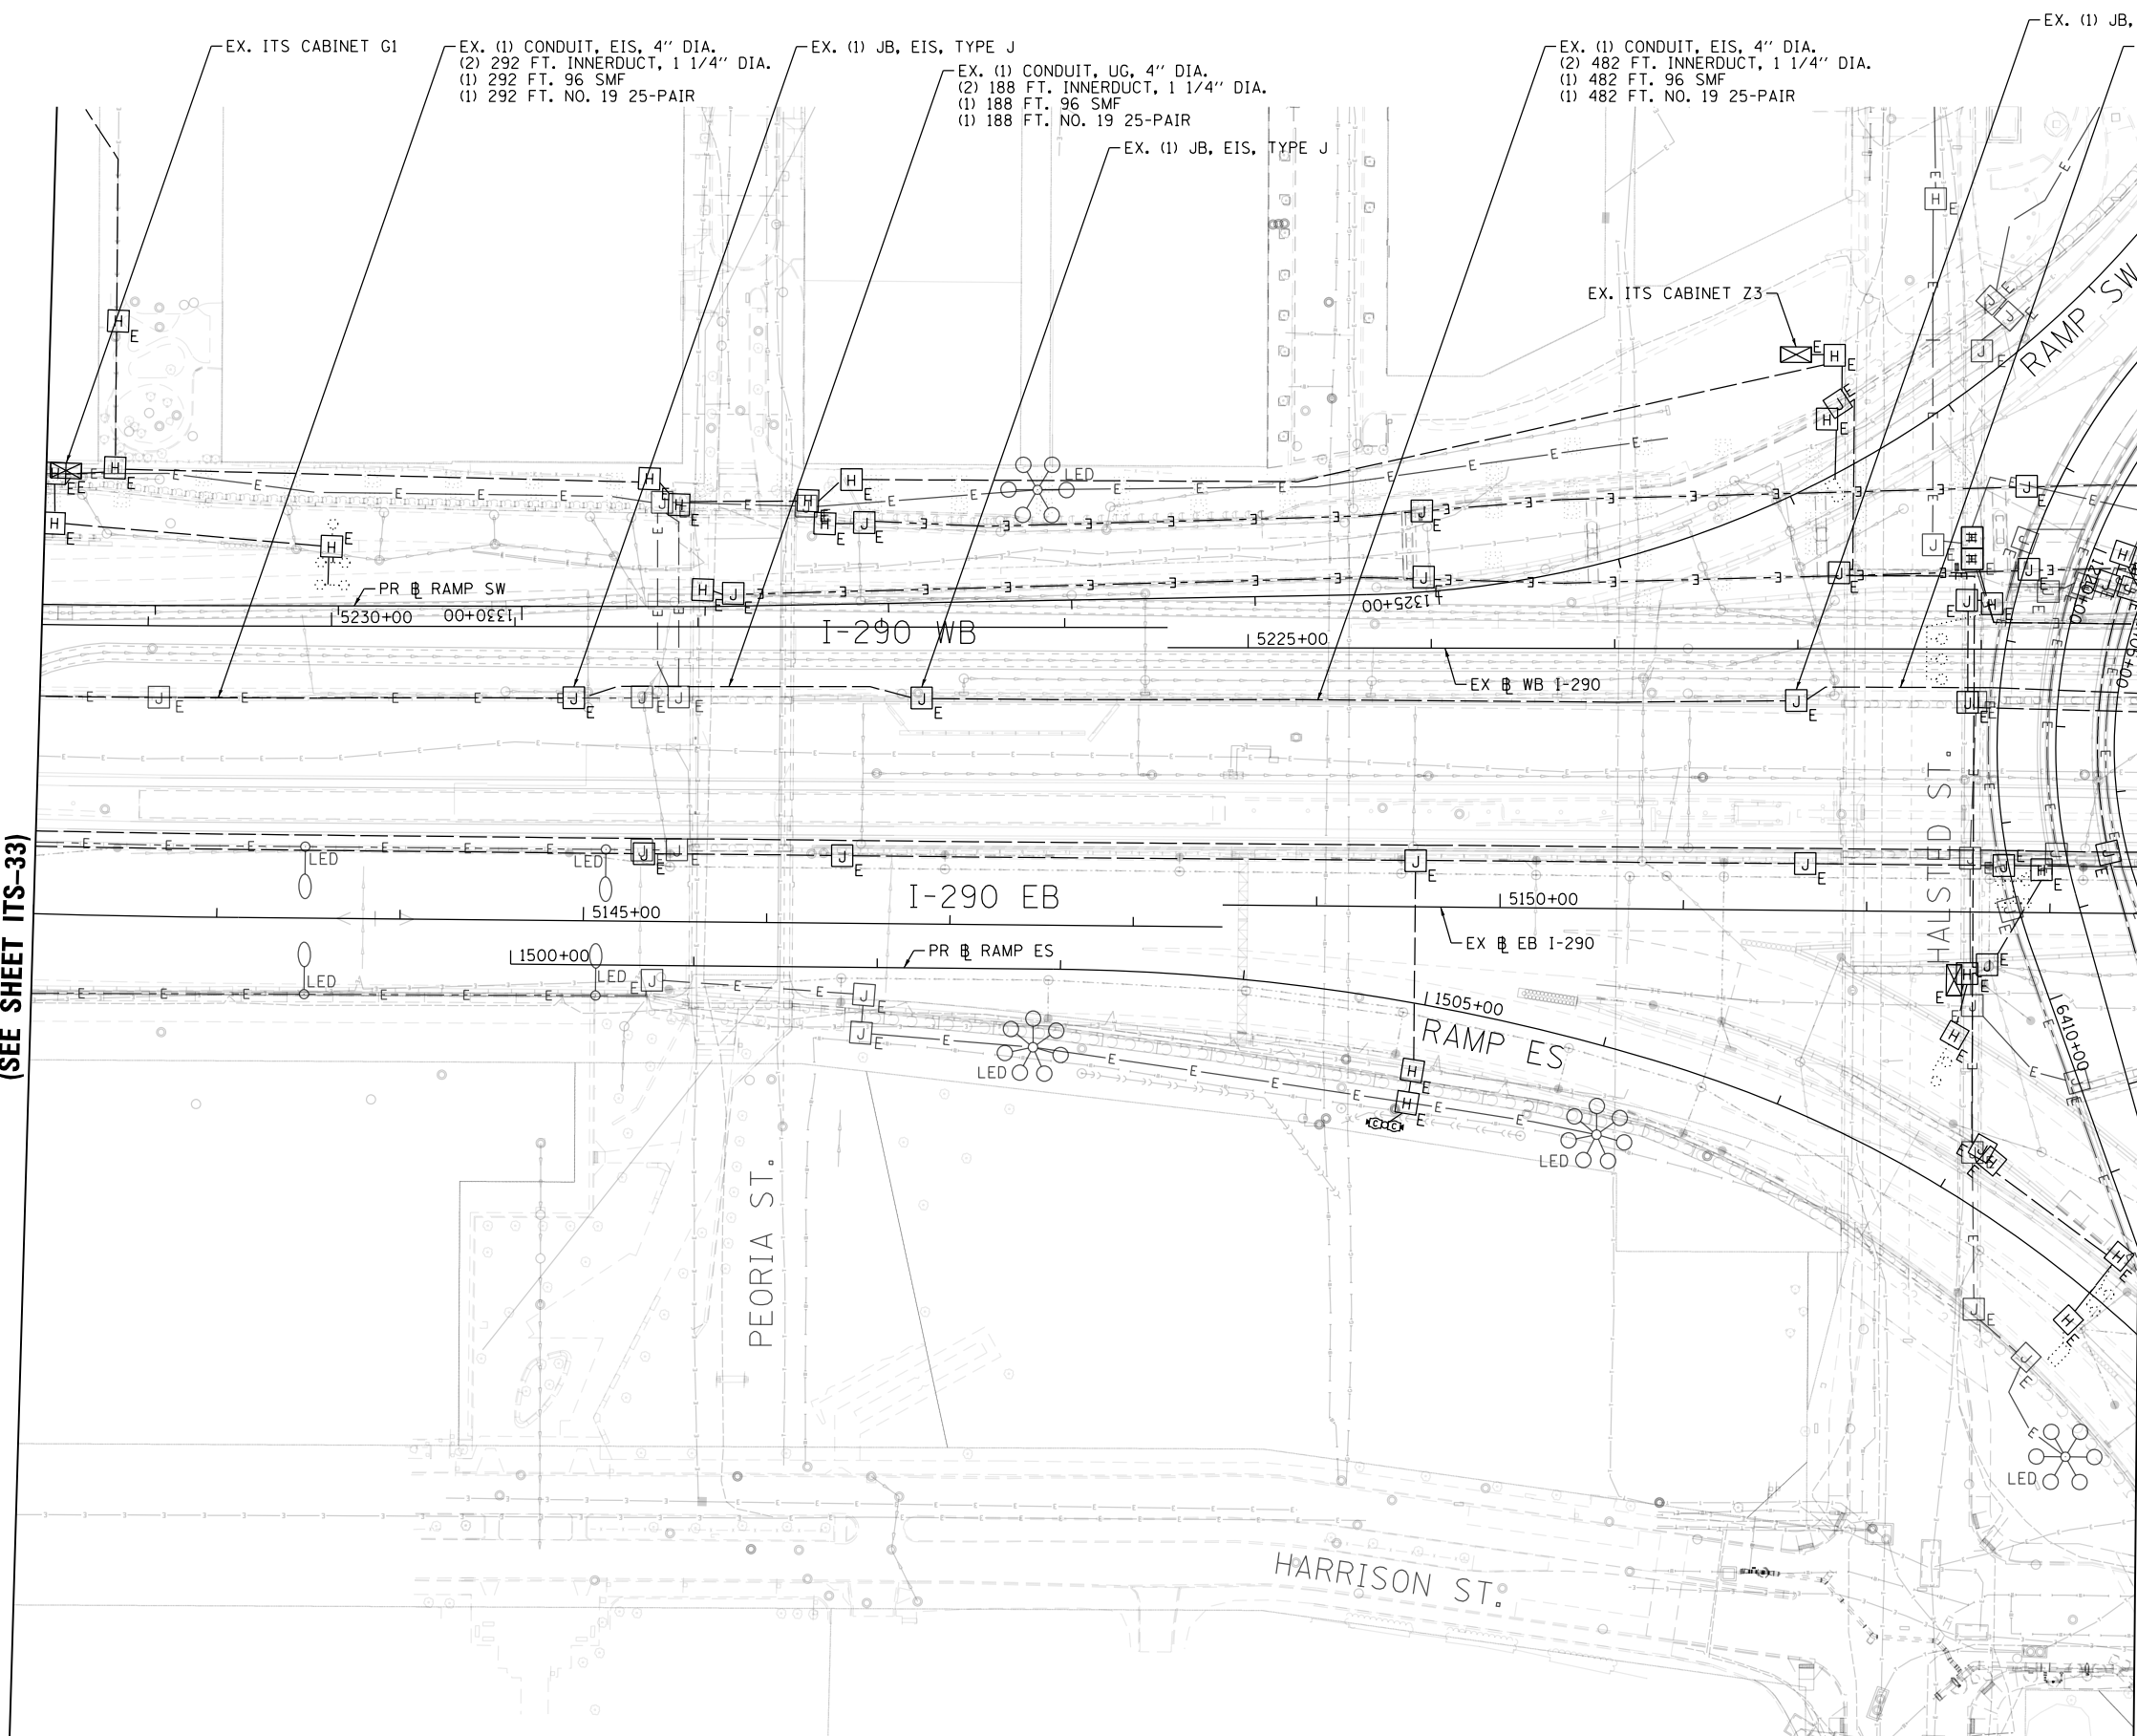 EX. (1) JB,
EX. ITS CABINET G1
EX. (1) CONDUIT, EIS, 4'' DIA.
(2) 292 FT. INNERDUCT, 1 1/4'' DIA.
(1) 292 FT. 96 SMF
(1) 292 FT. NO. 19 25-PAIR
EX. (1) JB, EIS, TYPE J
EX. (1) CONDUIT, UG, 4'' DIA.
(2) 188 FT. INNERDUCT, 1 1/4'' DIA.
(1) 188 FT. 96 SMF
(1) 188 FT. NO. 19 25-PAIR
EX. (1) JB, EIS, TYPE J
EX. (1) CONDUIT, EIS, 4'' DIA.
(2) 482 FT. INNERDUCT, 1 1/4'' DIA.
(1) 482 FT. 96 SMF
(1) 482 FT. NO. 19 25-PAIR
EX. ITS CABINET Z3
RAMP 'SW
LED
PR ⅊ RAMP SW
5230+00
1330+00
I-290 WB
1325+00
5225+00
EX ⅊ WB I-290
HALSTED ST.
(SEE SHEET ITS-33)
LED
LED
I-290 EB
5145+00
5150+00
EX ⅊ EB I-290
PR ⅊ RAMP ES
1500+00
LED
LED
1505+00
RAMP ES
6410+00
LED
LED
PEORIA ST.
LED
HARRISON ST.